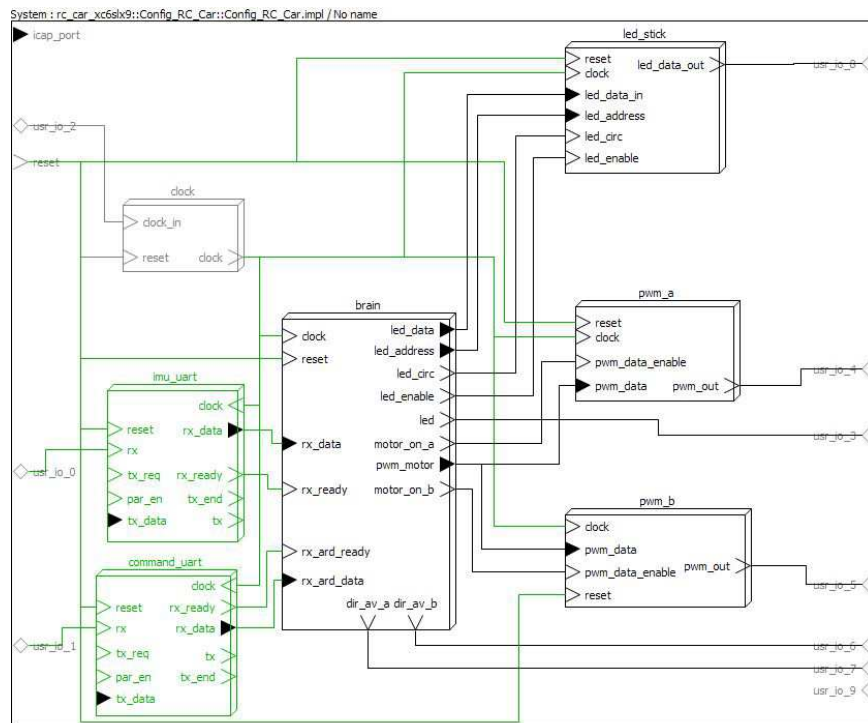 System : rc_car_xc6slx9::Config_RC_Car::Config_RC_Car.impl / No name
icap_port
usr_io_2
reset
clock
clock_in
reset
clock
led_stick
reset
clock
led_data_in
led_address
led_circ
led_enable
led_data_out
usr_io_8
brain
clock
reset
rx_data
rx_ready
rx_ard_ready
rx_ard_data
led_data
led_address
led_circ
led_enable
led
motor_on_a
pwm_motor
motor_on_b
dir_av_a
dir_av_b
pwm_a
reset
clock
pwm_data_enable
pwm_data
pwm_out
usr_io_4
usr_io_3
imu_uart
clock
reset
rx_data
rx
tx_req
rx_ready
par_en
tx_end
tx_data
tx
usr_io_0
pwm_b
clock
pwm_data
pwm_data_enable
reset
pwm_out
usr_io_5
command_uart
clock
reset
rx_ready
rx
rx_data
tx_req
tx
par_en
tx_end
tx_data
usr_io_1
usr_io_6
usr_io_7
usr_io_9